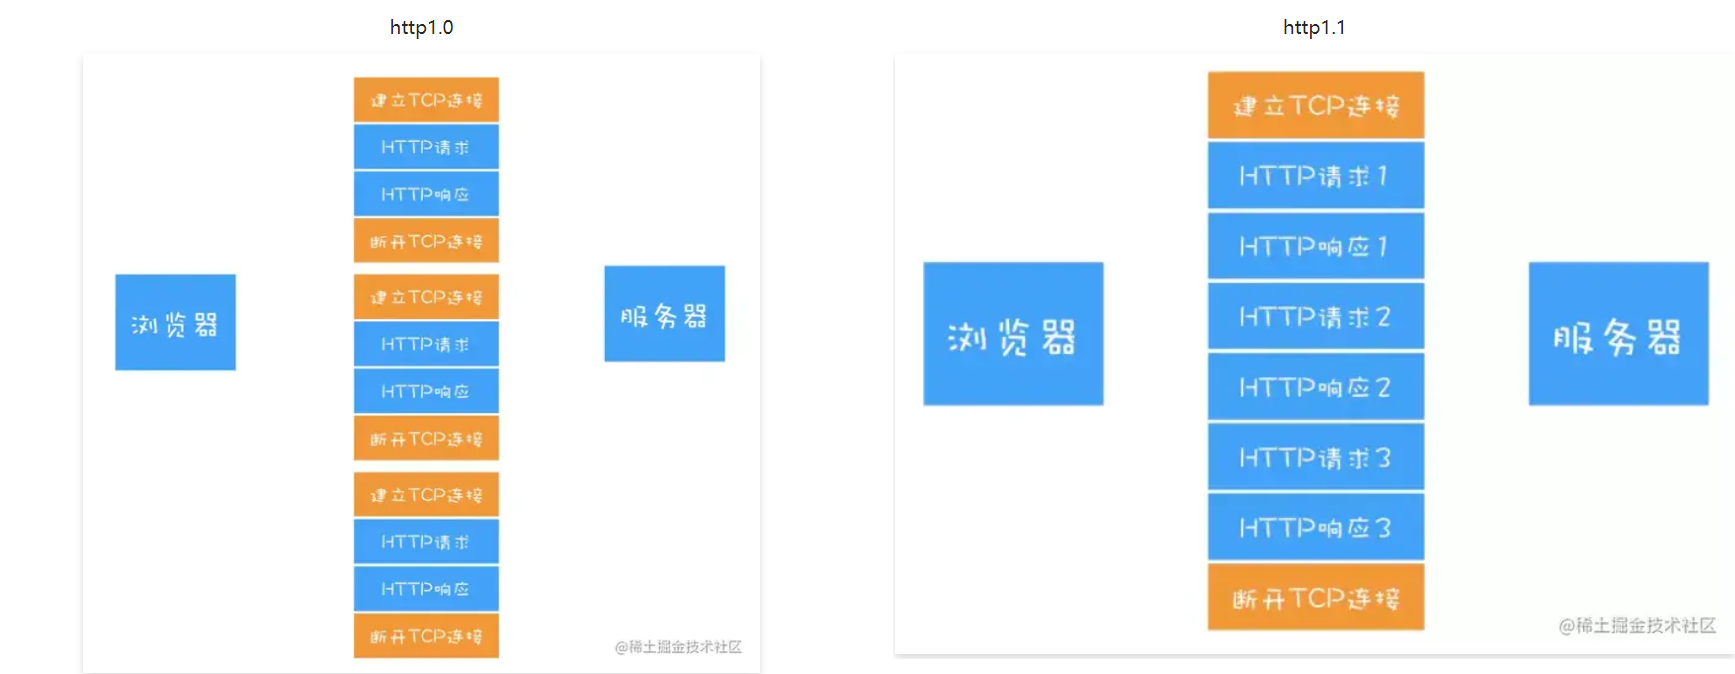 http1.0
建立TCP连接
HTTP请求
HTTP响应
断开TCP连接
建立TCP连接
HTTP请求
HTTP响应
断开TCP连接
建立TCP连接
HTTP请求
HTTP响应
断开TCP连接
浏览器
服务器
@稀土掘金技术社区
http1.1
建立TCP连接
HTTP请求1
HTTP响应1
HTTP请求2
HTTP响应2
HTTP请求3
HTTP响应3
断开TCP连接
浏览器
服务器
@稀土掘金技术社区